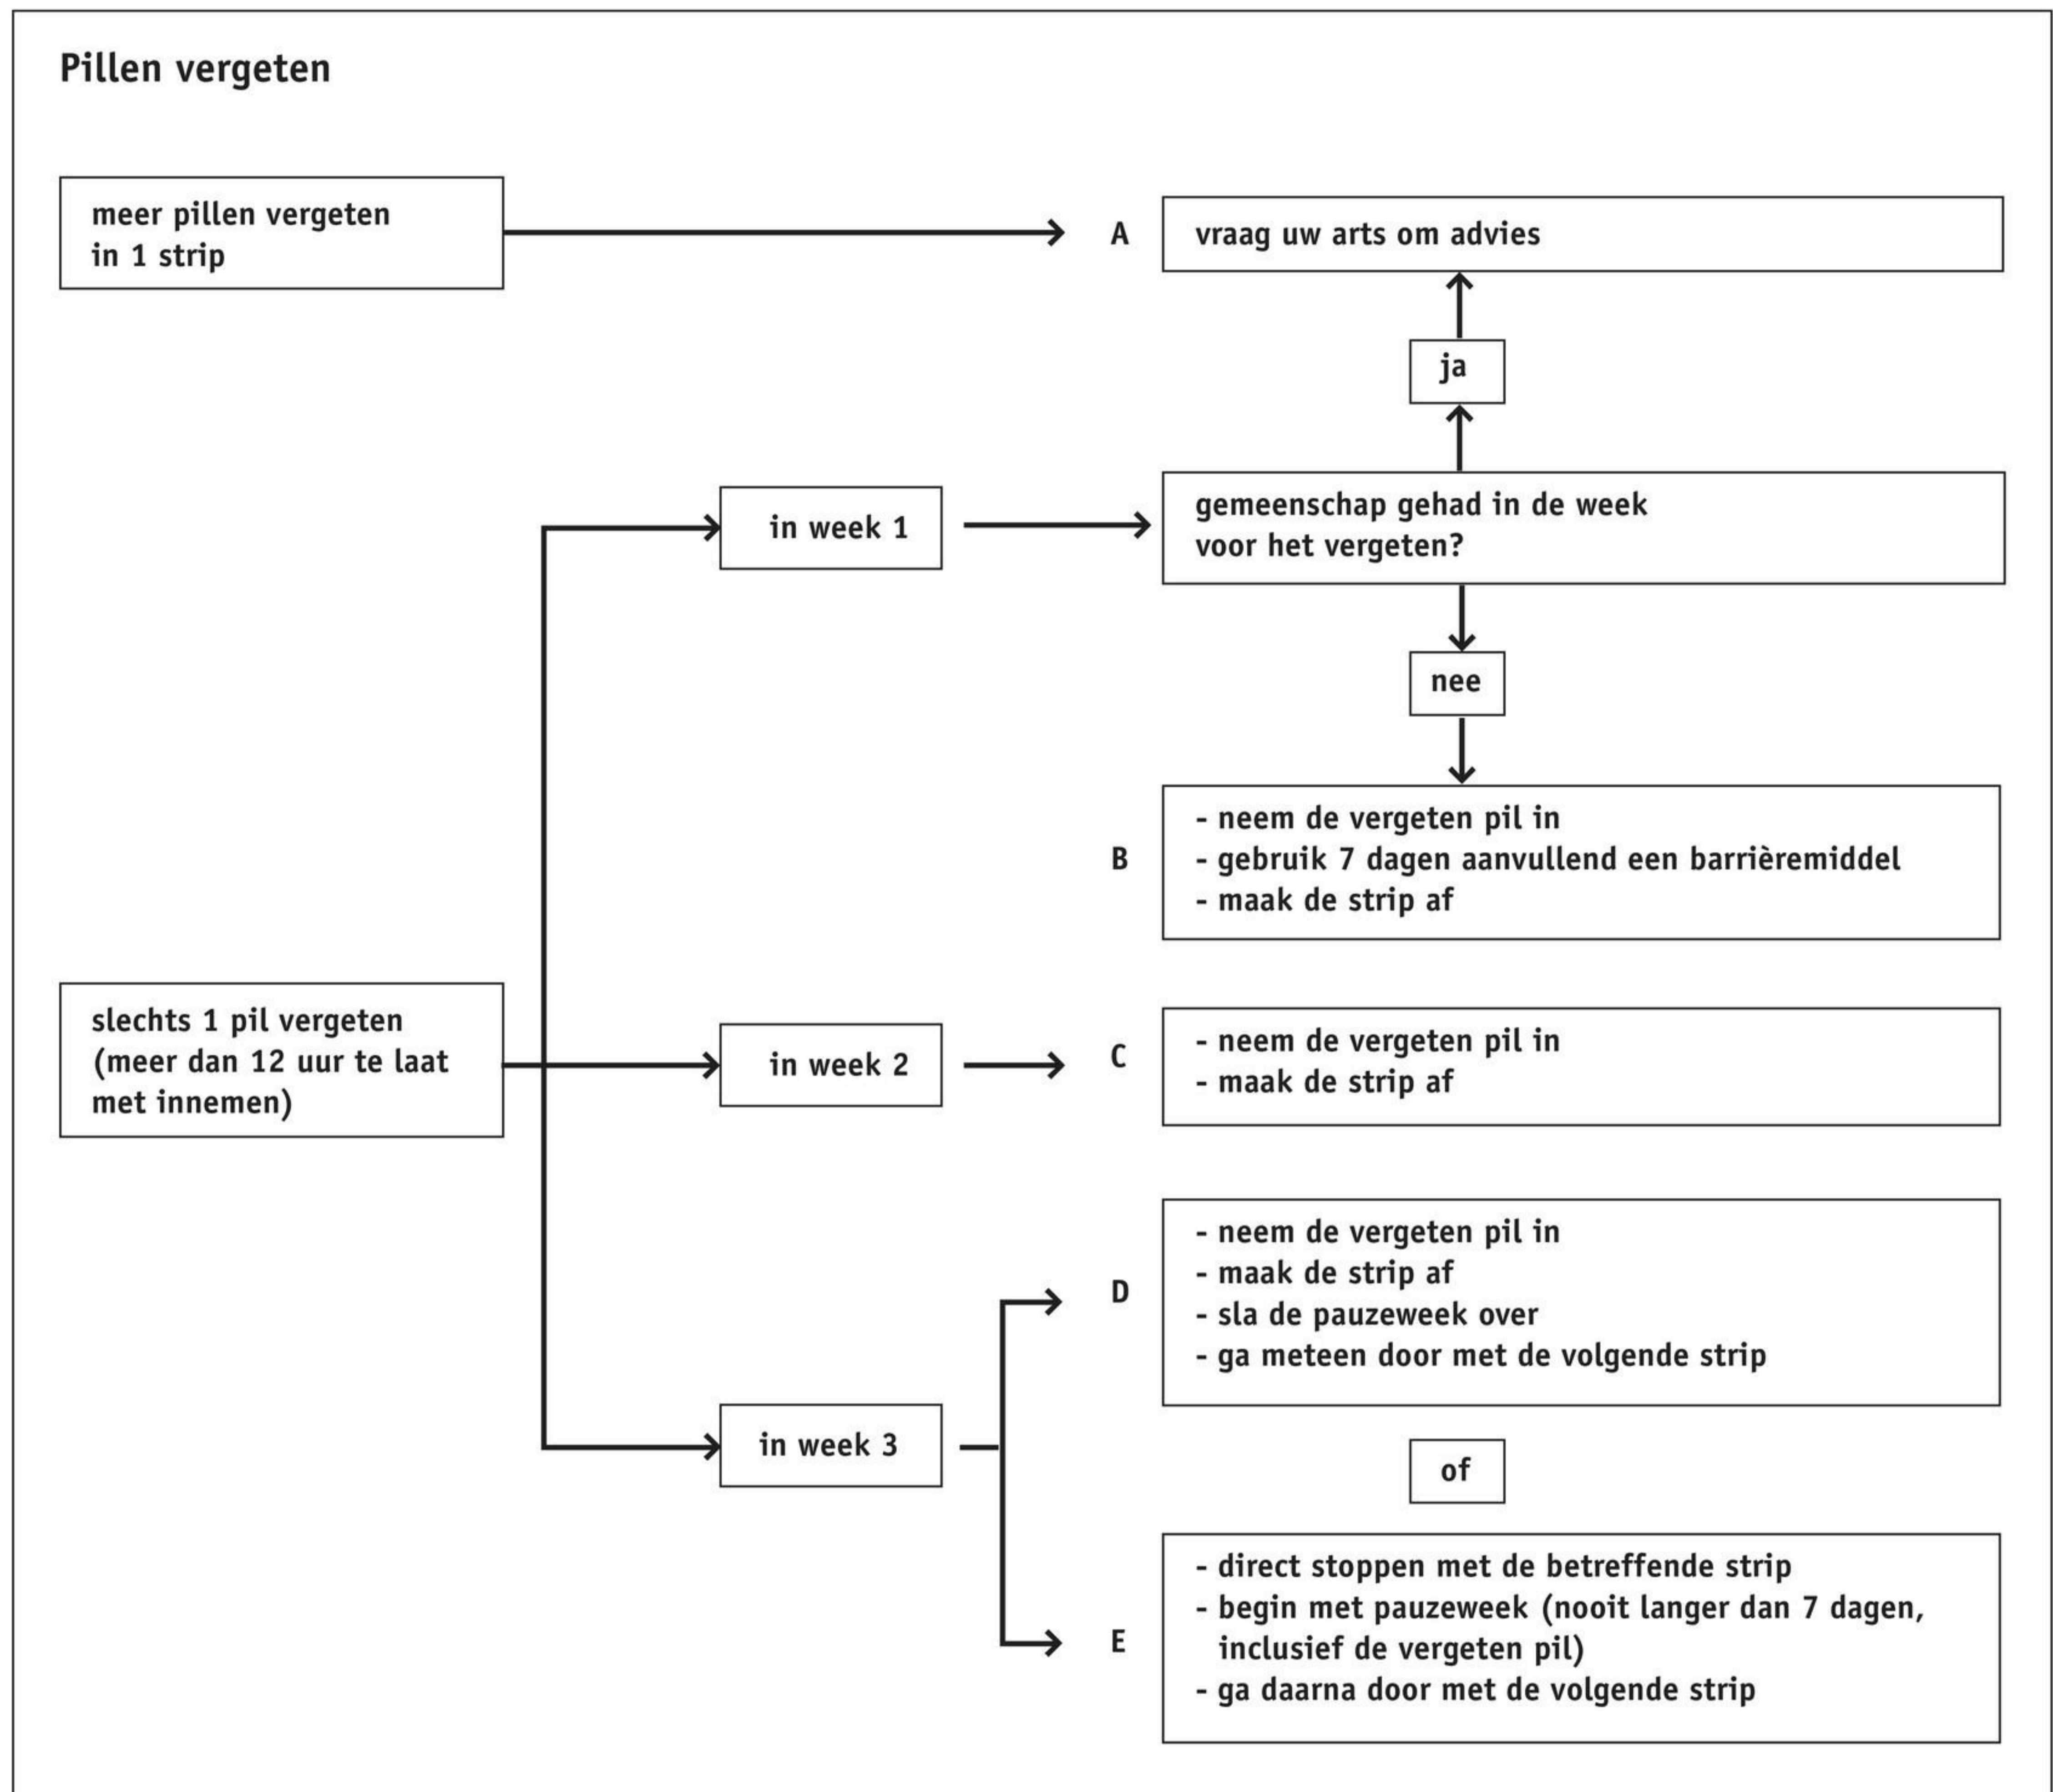 Pillen vergeten
meer pillen vergeten
in 1 strip
A
vraag uw arts om advies
ja
in week 1
gemeenschap gehad in de week
voor het vergeten?
nee
B
- neem de vergeten pil in
- gebruik 7 dagen aanvullend een barrièremiddel
- maak de strip af
slechts 1 pil vergeten
(meer dan 12 uur te laat
met innemen)
in week 2
C
- neem de vergeten pil in
- maak de strip af
in week 3
D
- neem de vergeten pil in
- maak de strip af
- sla de pauzeweek over
- ga meteen door met de volgende strip
of
E
- direct stoppen met de betreffende strip
- begin met pauzeweek (nooit langer dan 7 dagen,
inclusief de vergeten pil)
- ga daarna door met de volgende strip